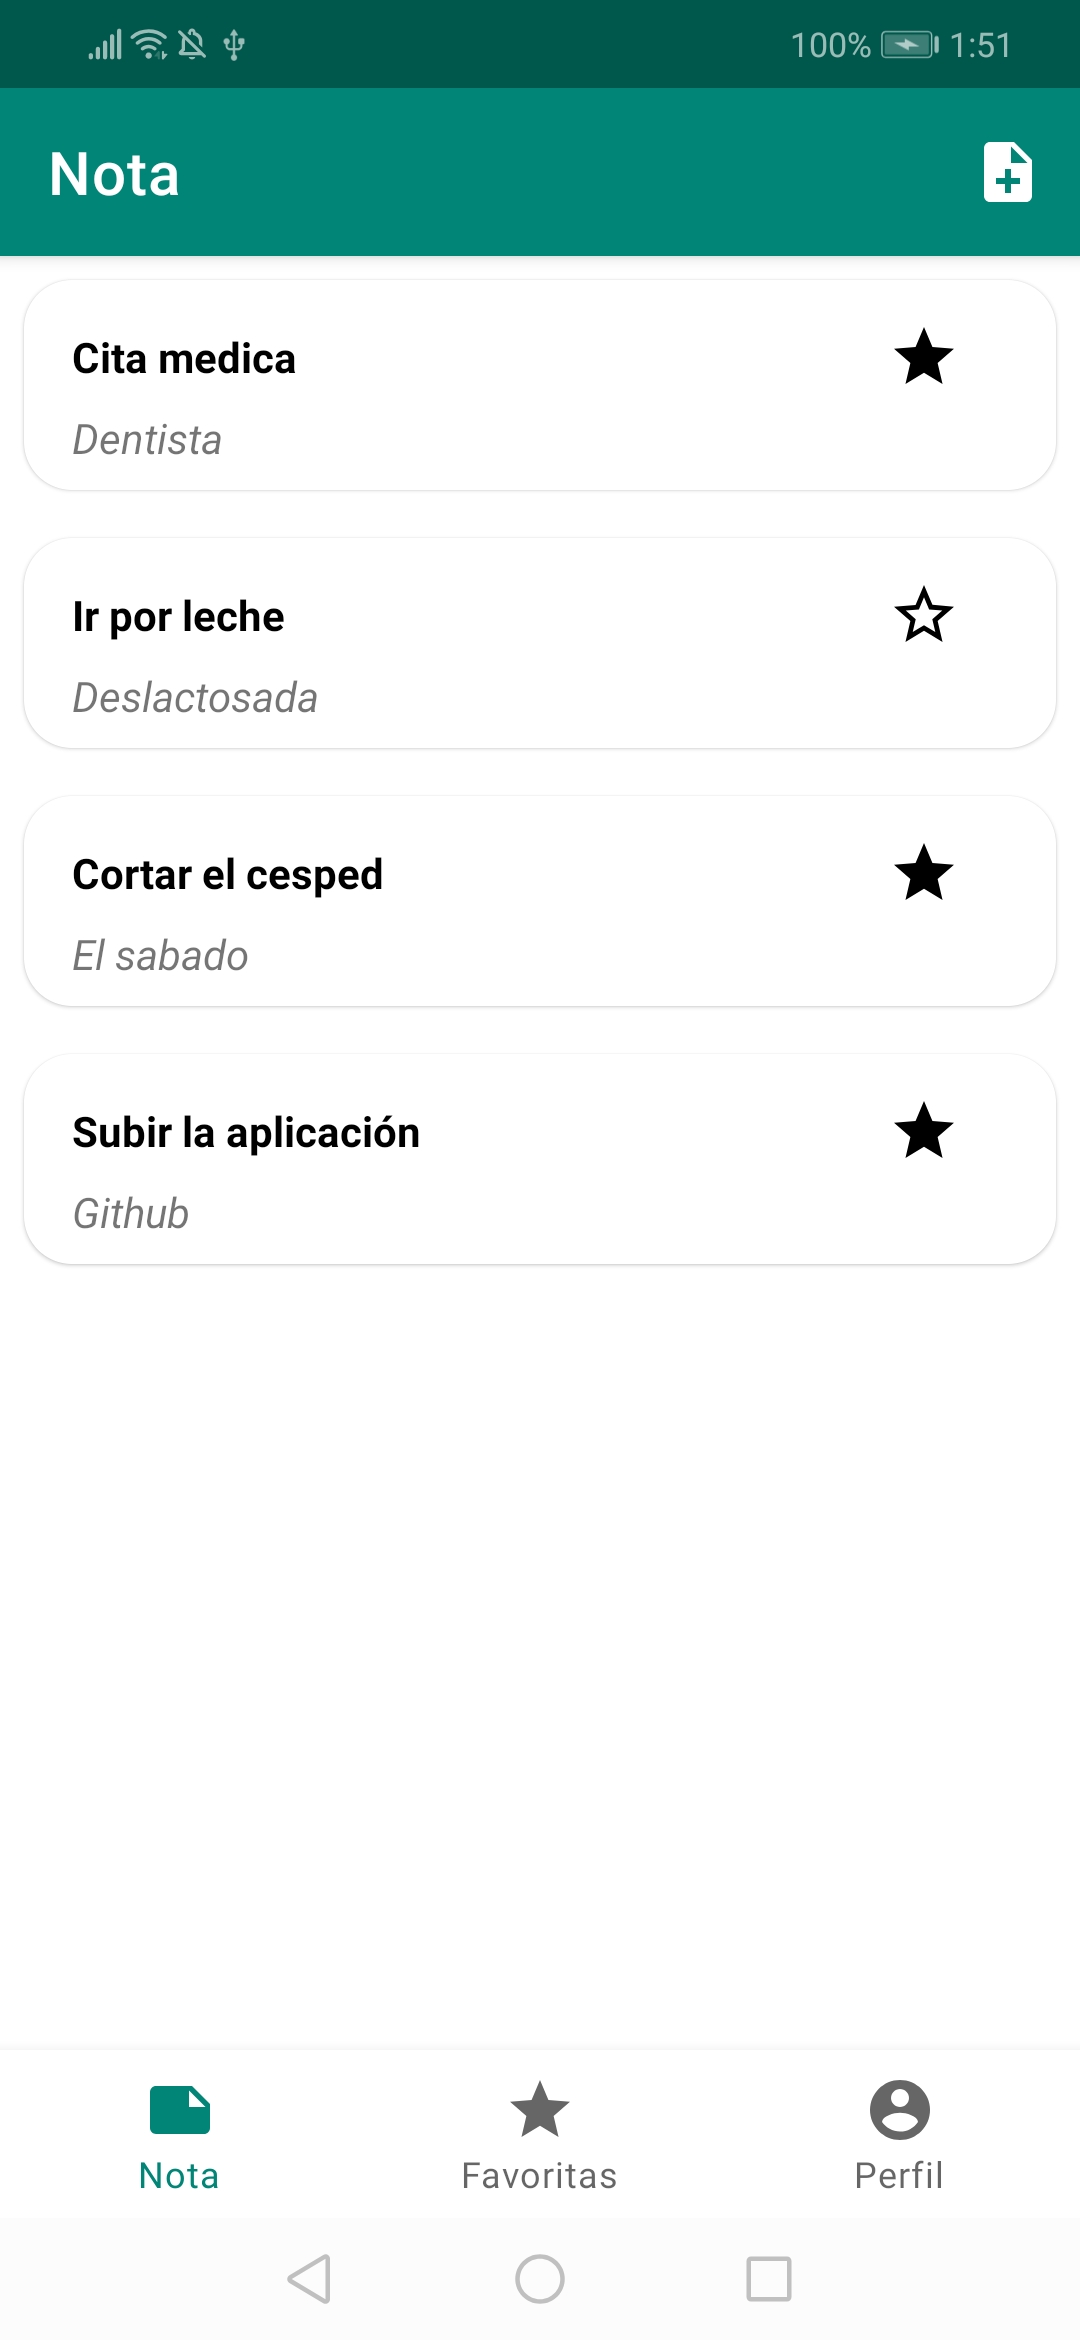 100% 1:51
Nota
Cita medica
Dentista
Ir por leche
Deslactosada
Cortar el cesped
El sabado
Subir la aplicación
Github
Nota Favoritas Perfil